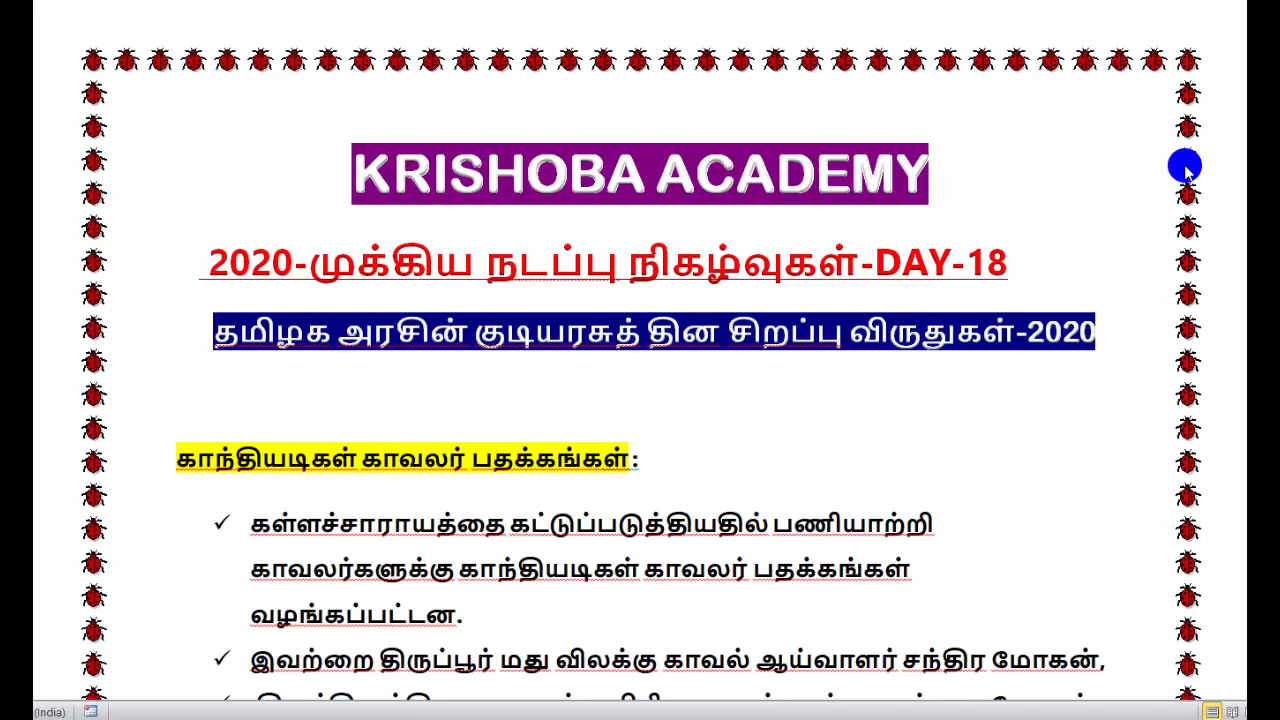 KRISHOBA ACADEMY
2020-முக்கிய நடப்பு நிகழ்வுகள்-DAY-18
தமிழக அரசின் குடியரசுத் தின சிறப்பு விருதுகள்-2020
காந்தியடிகள் காவலர் பதக்கங்கள்:
✓ கள்ளச்சாராயத்தை கட்டுப்படுத்தியதில் பணியாற்றி
காவலர்களுக்கு காந்தியடிகள் காவலர் பதக்கங்கள்
வழங்கப்பட்டன.
✓ இவற்றை திருப்பூர் மது விலக்கு காவல் ஆய்வாளர் சந்திர மோகன்,
(India)